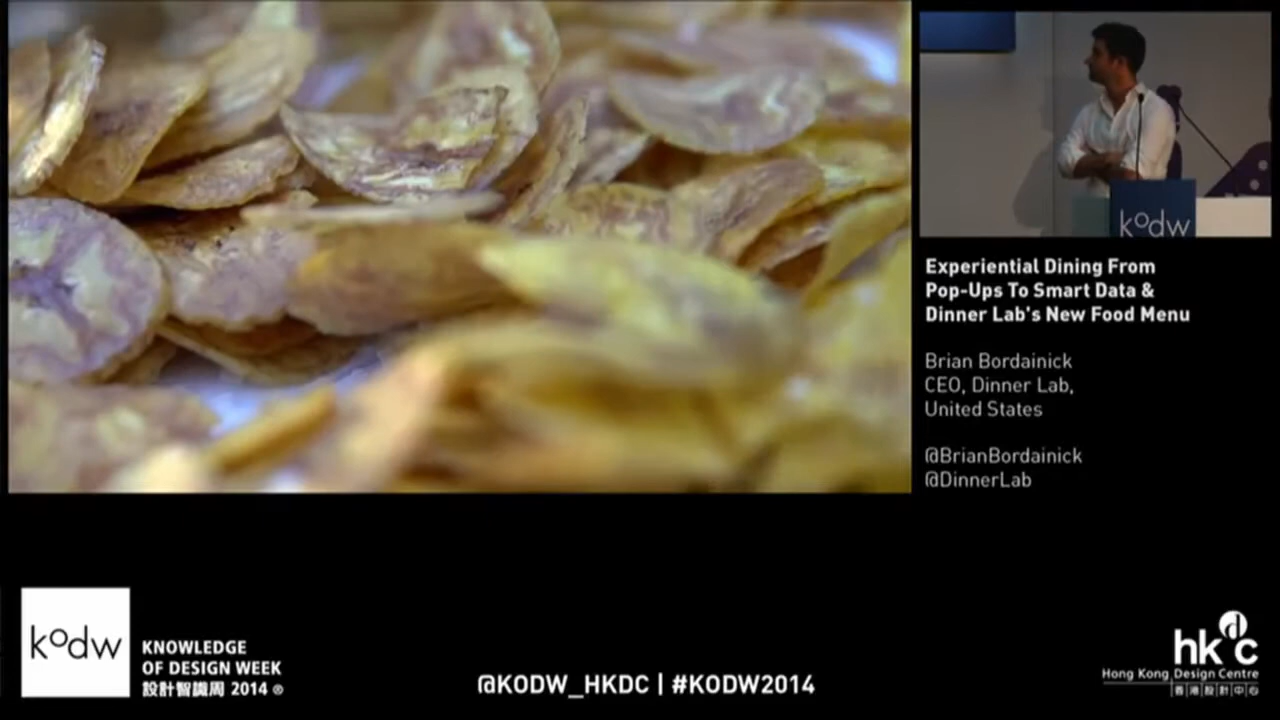 kodw
Experiential Dining From
Pop-Ups To Smart Data &
Dinner Lab's New Food Menu
Brian Bordainick
CEO, Dinner Lab,
United States
@BrianBordainick
@DinnerLab
kodw
KNOWLEDGE
OF DESIGN WEEK
設計智識周 2014 ®
@KODW_HKDC | #KODW2014
hkdc
Hong Kong Design Centre
香港設計中心